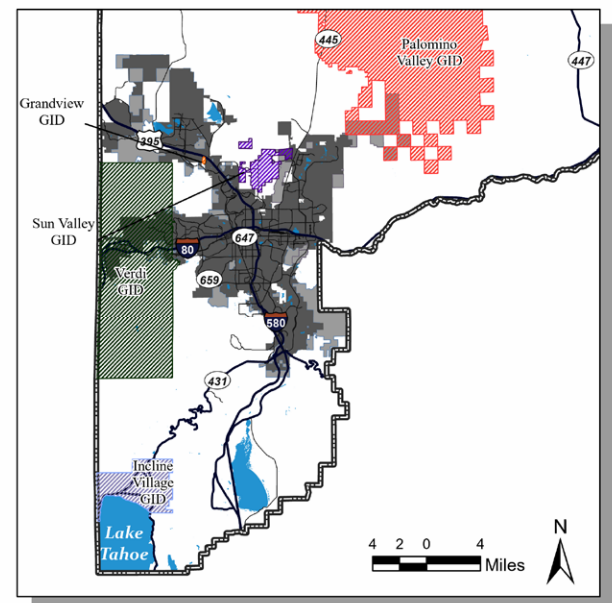 445
Palomino
Valley GID
447
Grandview
GID
395
Sun Valley
GID
647
80
Verdi
GID
659
580
431
Incline
Village
GID
Lake
Tahoe
N
4 2 0 4
Miles